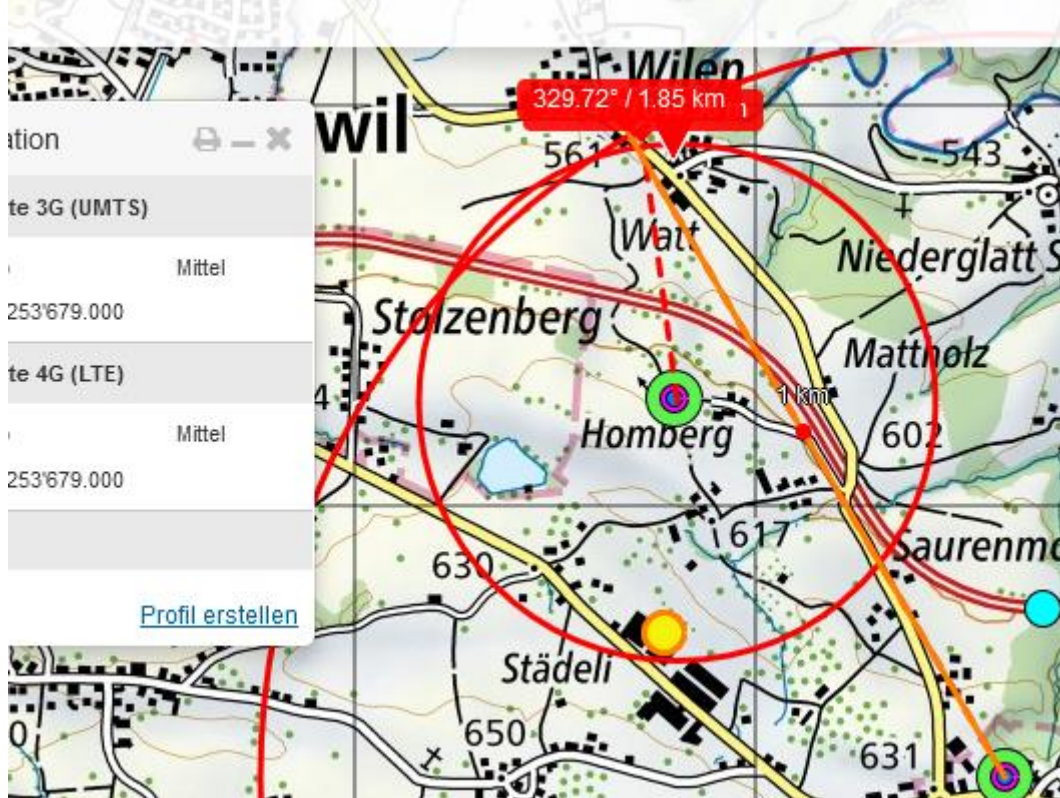 Wilen
329.72° / 1.85 km
wil
561
543
ation
te 3G (UMTS)
Watt
Niederglatt S
Mittel
253'679.000
Stolzenberg
te 4G (LTE)
Mattholz
4
1 km
Mittel
Homberg
602
253'679.000
617
Saurenme
630
Profil erstellen
Städeli
650
631
0